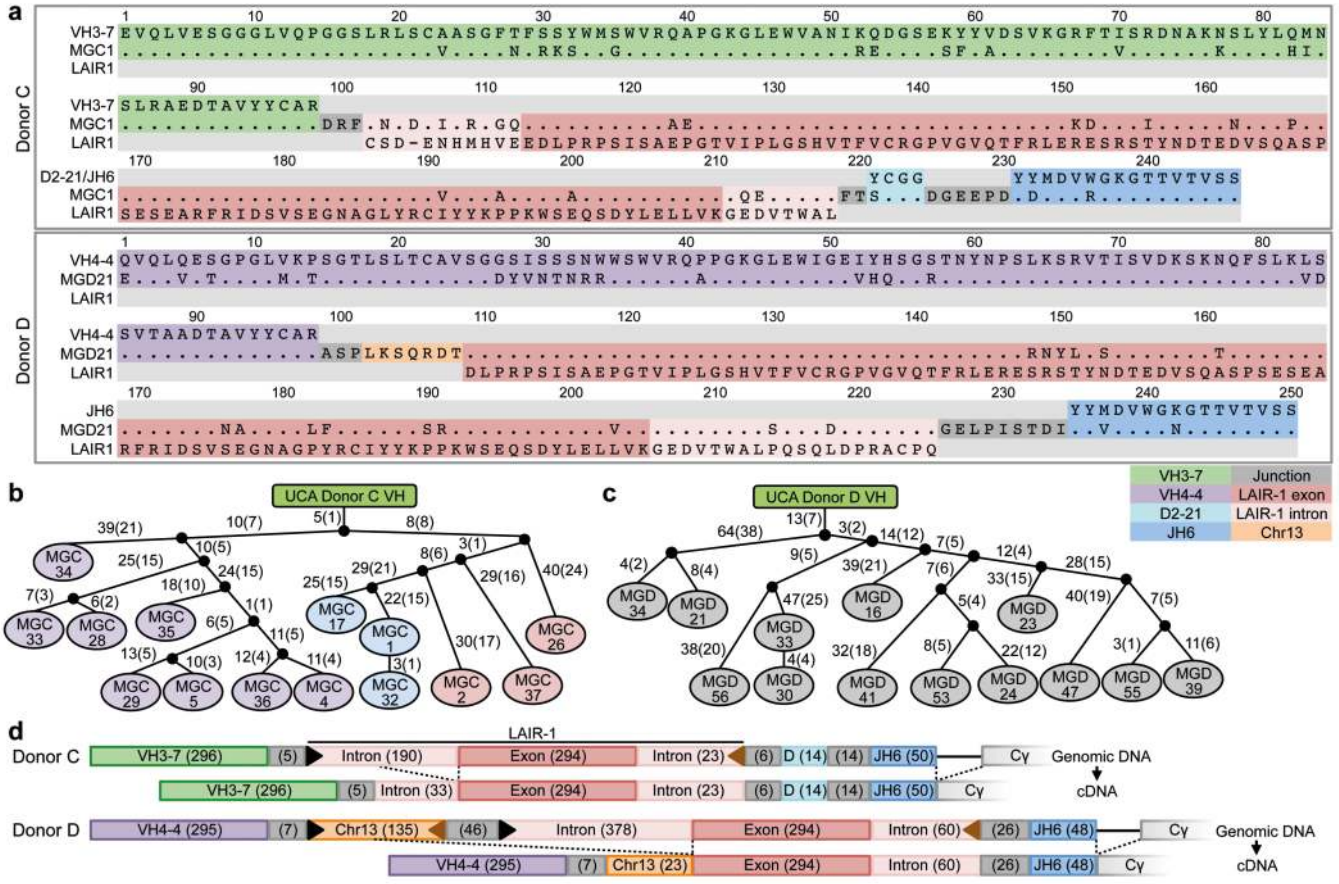 a
Donor C
1 10 20 30 40 50 60 70 80
VH3-7 EVQLVESGGGLVQPGGSLRLSCAASGFTFSSYWMSWVRQAPGKGLEWVANIKQDGSEKYYVDSVKGRFTISRDNAKNSLYLQMN
MGC1 ......................V....N.RKS..G................RE....SF.A........V......K....HI.
LAIR1
90 100 110 120 130 140 150 160
VH3-7 SLRAEDTAVYYCAR
MGC1 ..............DRF.N.D.I.R.GQ..........AE..........................KD...I.....N...P..
LAIR1 CSD-ENHMHVEEDLPRPSISAEPGTVIPLGSHVTFVCRGPVGVQTFRLERESRSTYNDTEDVSQASP
170 180 190 200 210 220 230 240
D2-21/JH6 YCGG YYMDVWGKGTTVTVSS
MGC1 ......................V...A....A...........QE.....FTS...DGEEPD.D...R..........
LAIR1 SESEARFRIDSVSEGNAGLYRCIYYKPPKWSEQSDYLELLVKGEDVTWAL
Donor D
1 10 20 30 40 50 60 70 80
VH4-4 QVQLQESGPGLVKPSGTLSLTCAVSGGSISSSNWWSWVRQPPGKGLEWIGEIYHSGSTNYNPSLKSRVTISVDKSKNQFSLKLS
MGD21 E...V.T....M.T............DYVNTNRR......A..........VHQ..R.........................VD
LAIR1
90 100 110 120 130 140 150 160
VH4-4 SVTAADTAVYYCAR
MGD21 ..............ASPLKSQRDT.......................................RNYL.S.......T.......
LAIR1 DLPRPSISAEPGTVIPLGSHVTFVCRGPVGVQTFRLERESRSTYNDTEDVSQASPSESEA
170 180 190 200 210 220 230 240 250
JH6 YYMDVWGKGTTVTVSS
MGD21 .......NA....LF......SR...........V..........S...D.......GELPISTDI..V....N........
LAIR1 RFRIDSVSEGNAGPYRCIYYKPPKWSEQSDYLELLVKGEDVTWALPQSQLDPRACPQ
VH3-7 Junction
VH4-4 LAIR-1 exon
D2-21 LAIR-1 intron
JH6 Chr13
b
UCA Donor C VH
39(21) 10(7) 5(1) 8(8)
MGC 34
25(15) 10(5) 8(6) 3(1)
7(3) 6(2) 18(10) 24(15) 25(15) 29(21) 22(15) 29(16) 40(24)
MGC 33
MGC 28
MGC 35
1(1)
MGC 17
MGC 1
MGC 26
6(5) 11(5) 30(17)
13(5) 10(3) 12(4) 11(4) 3(1)
MGC 29
MGC 5
MGC 36
MGC 4
MGC 32
MGC 2
MGC 37
c
UCA Donor D VH
64(38) 13(7) 3(2) 14(12) 7(5) 12(4) 28(15)
4(2) 8(4) 9(5) 39(21) 7(6) 33(15) 40(19) 7(5)
MGD 34
MGD 21
47(25)
MGD 16
5(4)
MGD 23
MGD 33
38(20) 4(4) 32(18) 8(5) 22(12) 3(1) 11(6)
MGD 56
MGD 30
MGD 41
MGD 53
MGD 24
MGD 47
MGD 55
MGD 39
d
LAIR-1
Donor C VH3-7 (296) (5) Intron (190) Exon (294) Intron (23) (6) D (14) (14) JH6 (50) Cγ Genomic DNA
VH3-7 (296) (5) Intron (33) Exon (294) Intron (23) (6) D (14) (14) JH6 (50) Cγ cDNA
Donor D VH4-4 (295) (7) Chr13 (135) (46) Intron (378) Exon (294) Intron (60) (26) JH6 (48) Cγ Genomic DNA
VH4-4 (295) (7) Chr13 (23) Exon (294) Intron (60) (26) JH6 (48) Cγ cDNA